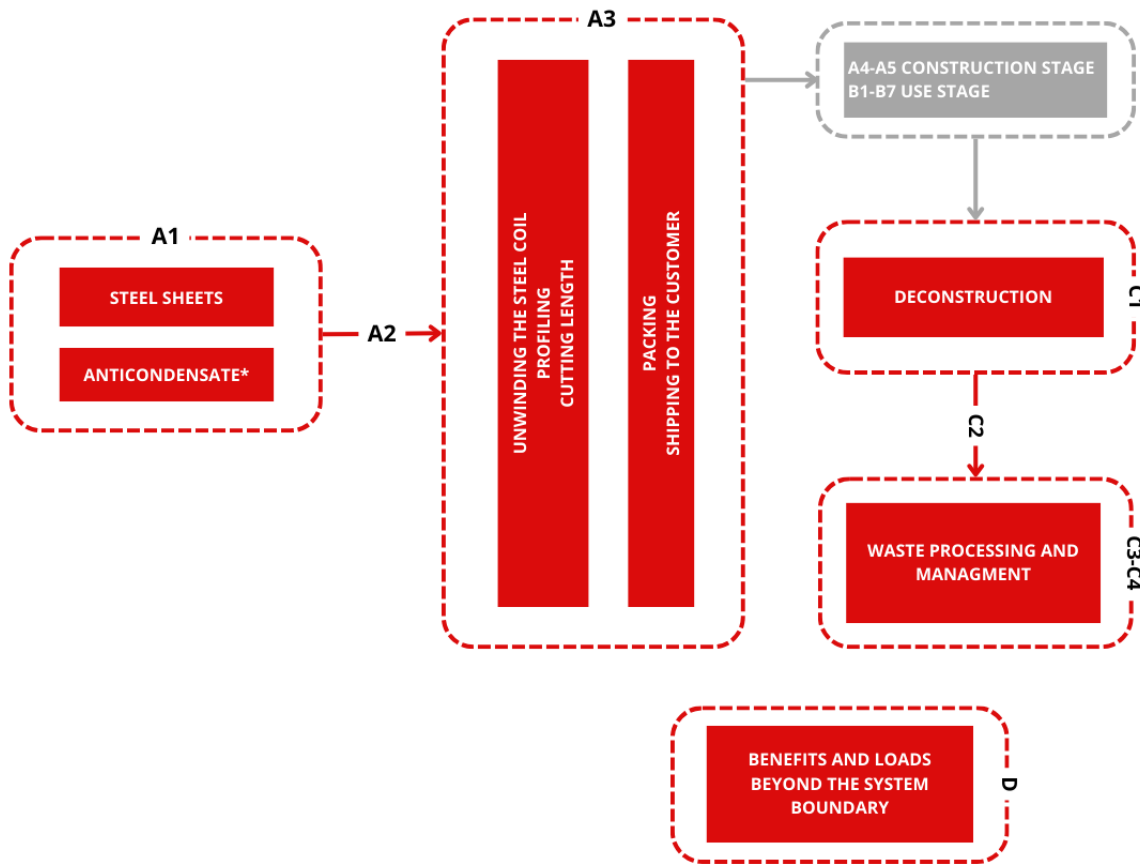 A1
STEEL SHEETS
ANTICONDENSATE*
A2
A3
UNWINDING THE STEEL COIL
PROFILING
CUTTING LENGTH
PACKING
SHIPPING TO THE CUSTOMER
A4-A5 CONSTRUCTION STAGE
B1-B7 USE STAGE
DECONSTRUCTION
C1
C2
WASTE PROCESSING AND
MANAGMENT
C3-C4
BENEFITS AND LOADS
BEYOND THE SYSTEM
BOUNDARY
D